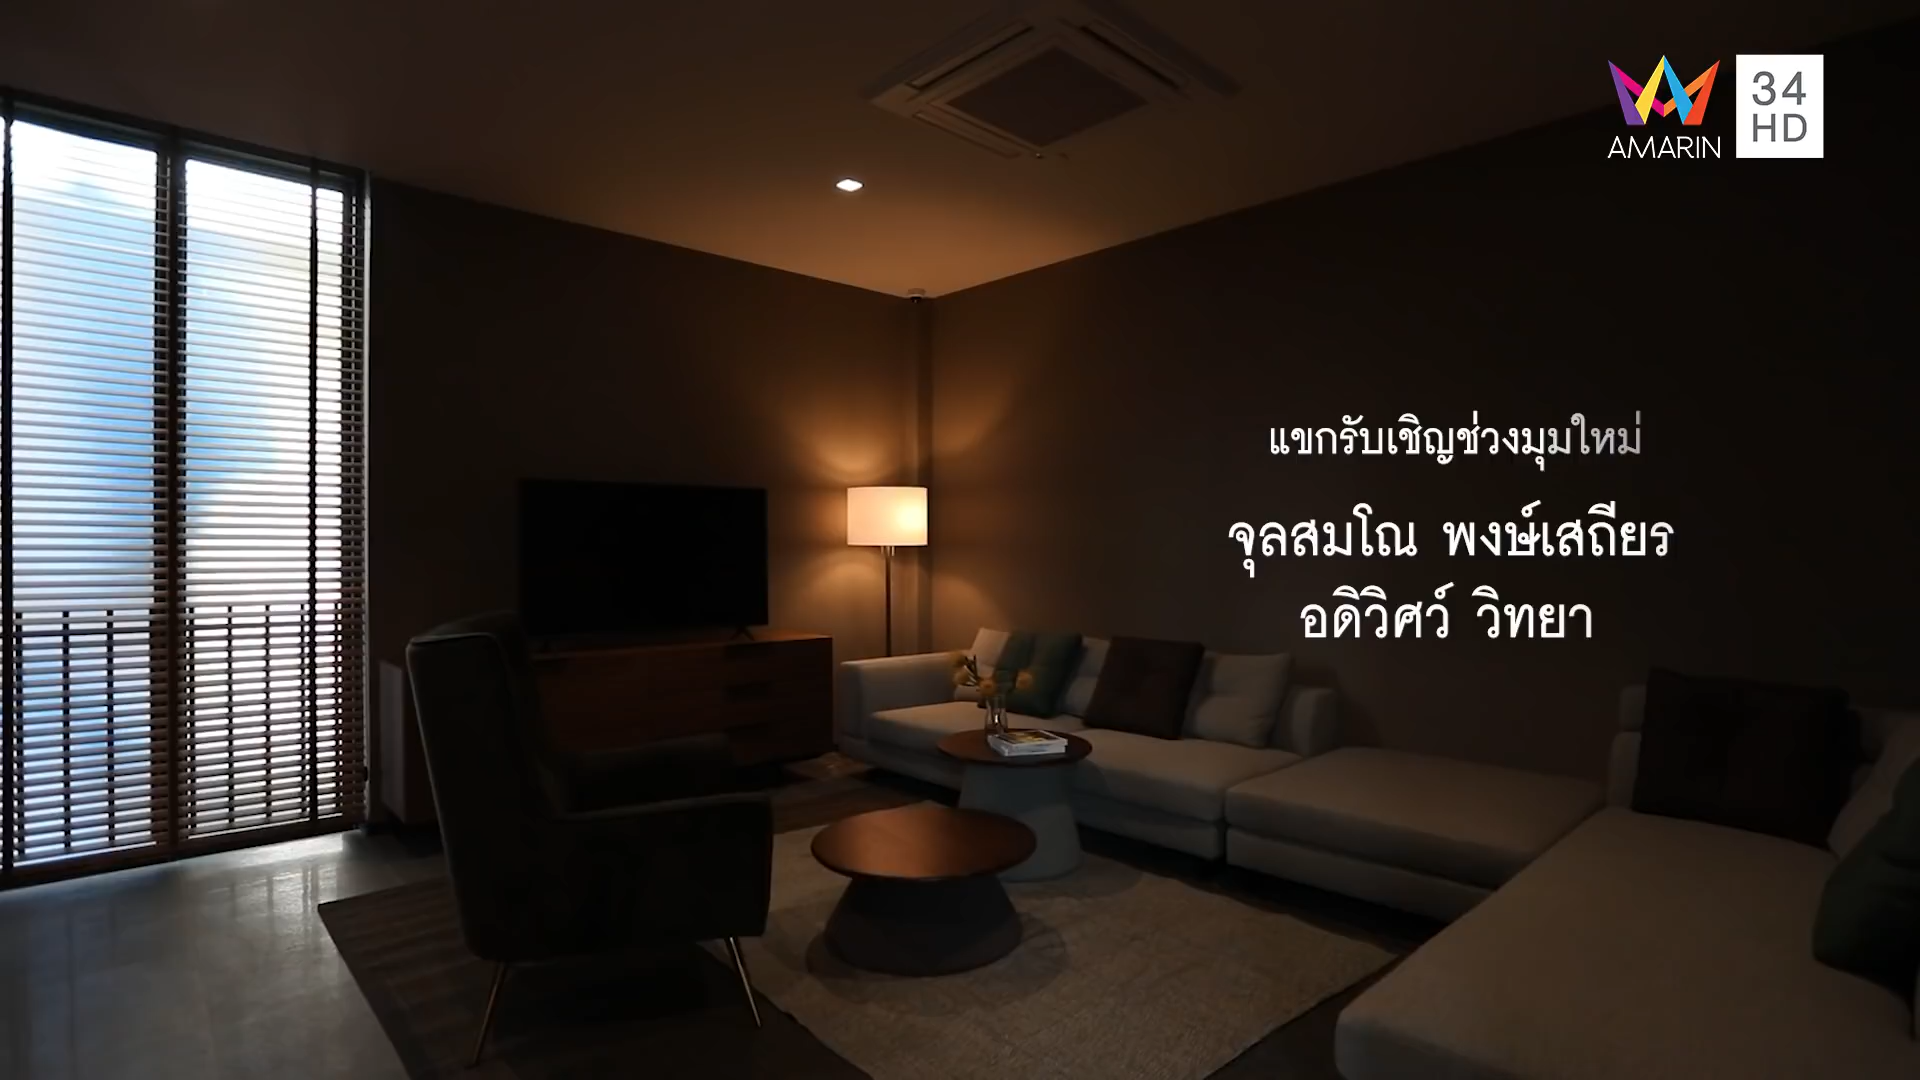 AMARIN
34
HD
แขกรับเชิญช่วงมุมใหม่
จุลสมโณ พงษ์เสถียร
อดิวิศว์ วิทยา